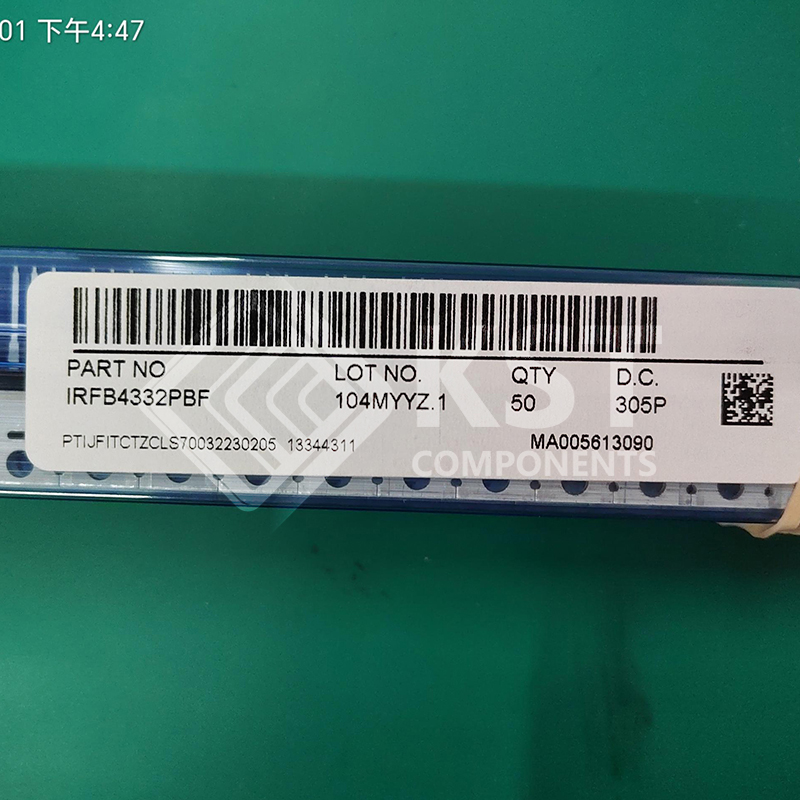 01 下午4:47
PART NO LOT NO. QTY D.C.
IRFB4332PBF 104MYYZ.1 50 305P
PTIJFITCTZCLS70032230205 13344311 MA005613090
KST
COMPONENTS